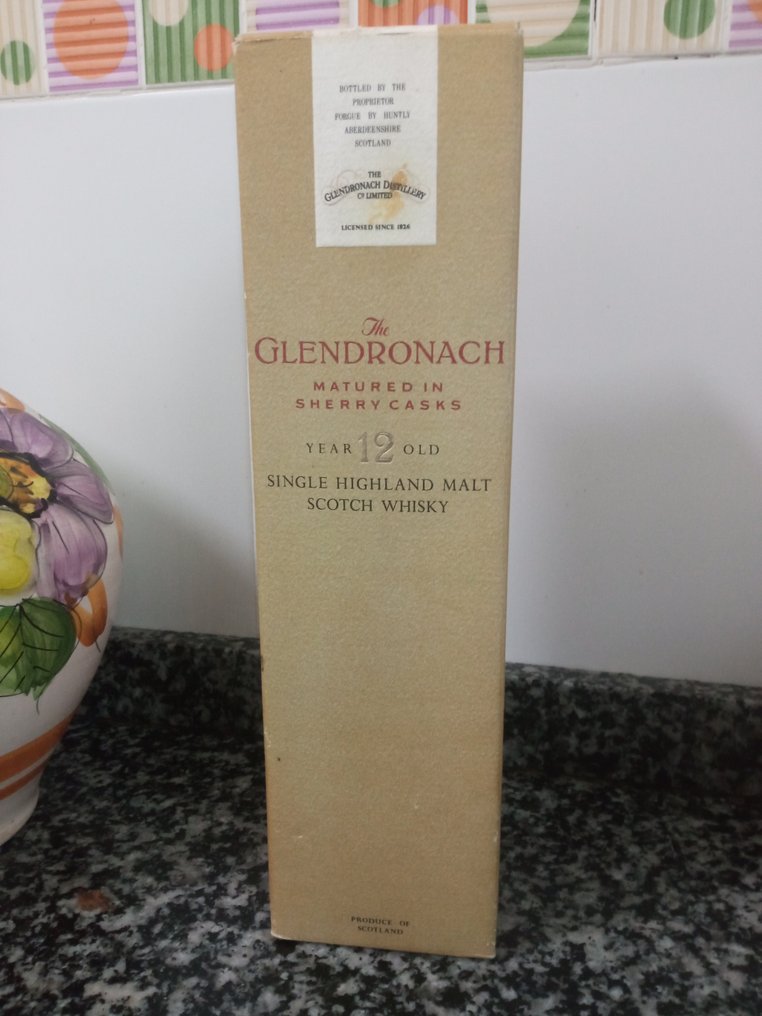 BOTTLED BY THE
PROPRIETOR
FORGUE BY HUNTLY
ABERDEENSHIRE
SCOTLAND
THE
GLENDRONACH DISTILLERY
Cº LIMITED
LICENSED SINCE 1826
The
GLENDRONACH
MATURED IN
SHERRY CASKS
YEAR 12 OLD
SINGLE HIGHLAND MALT
SCOTCH WHISKY
PRODUCE OF
SCOTLAND